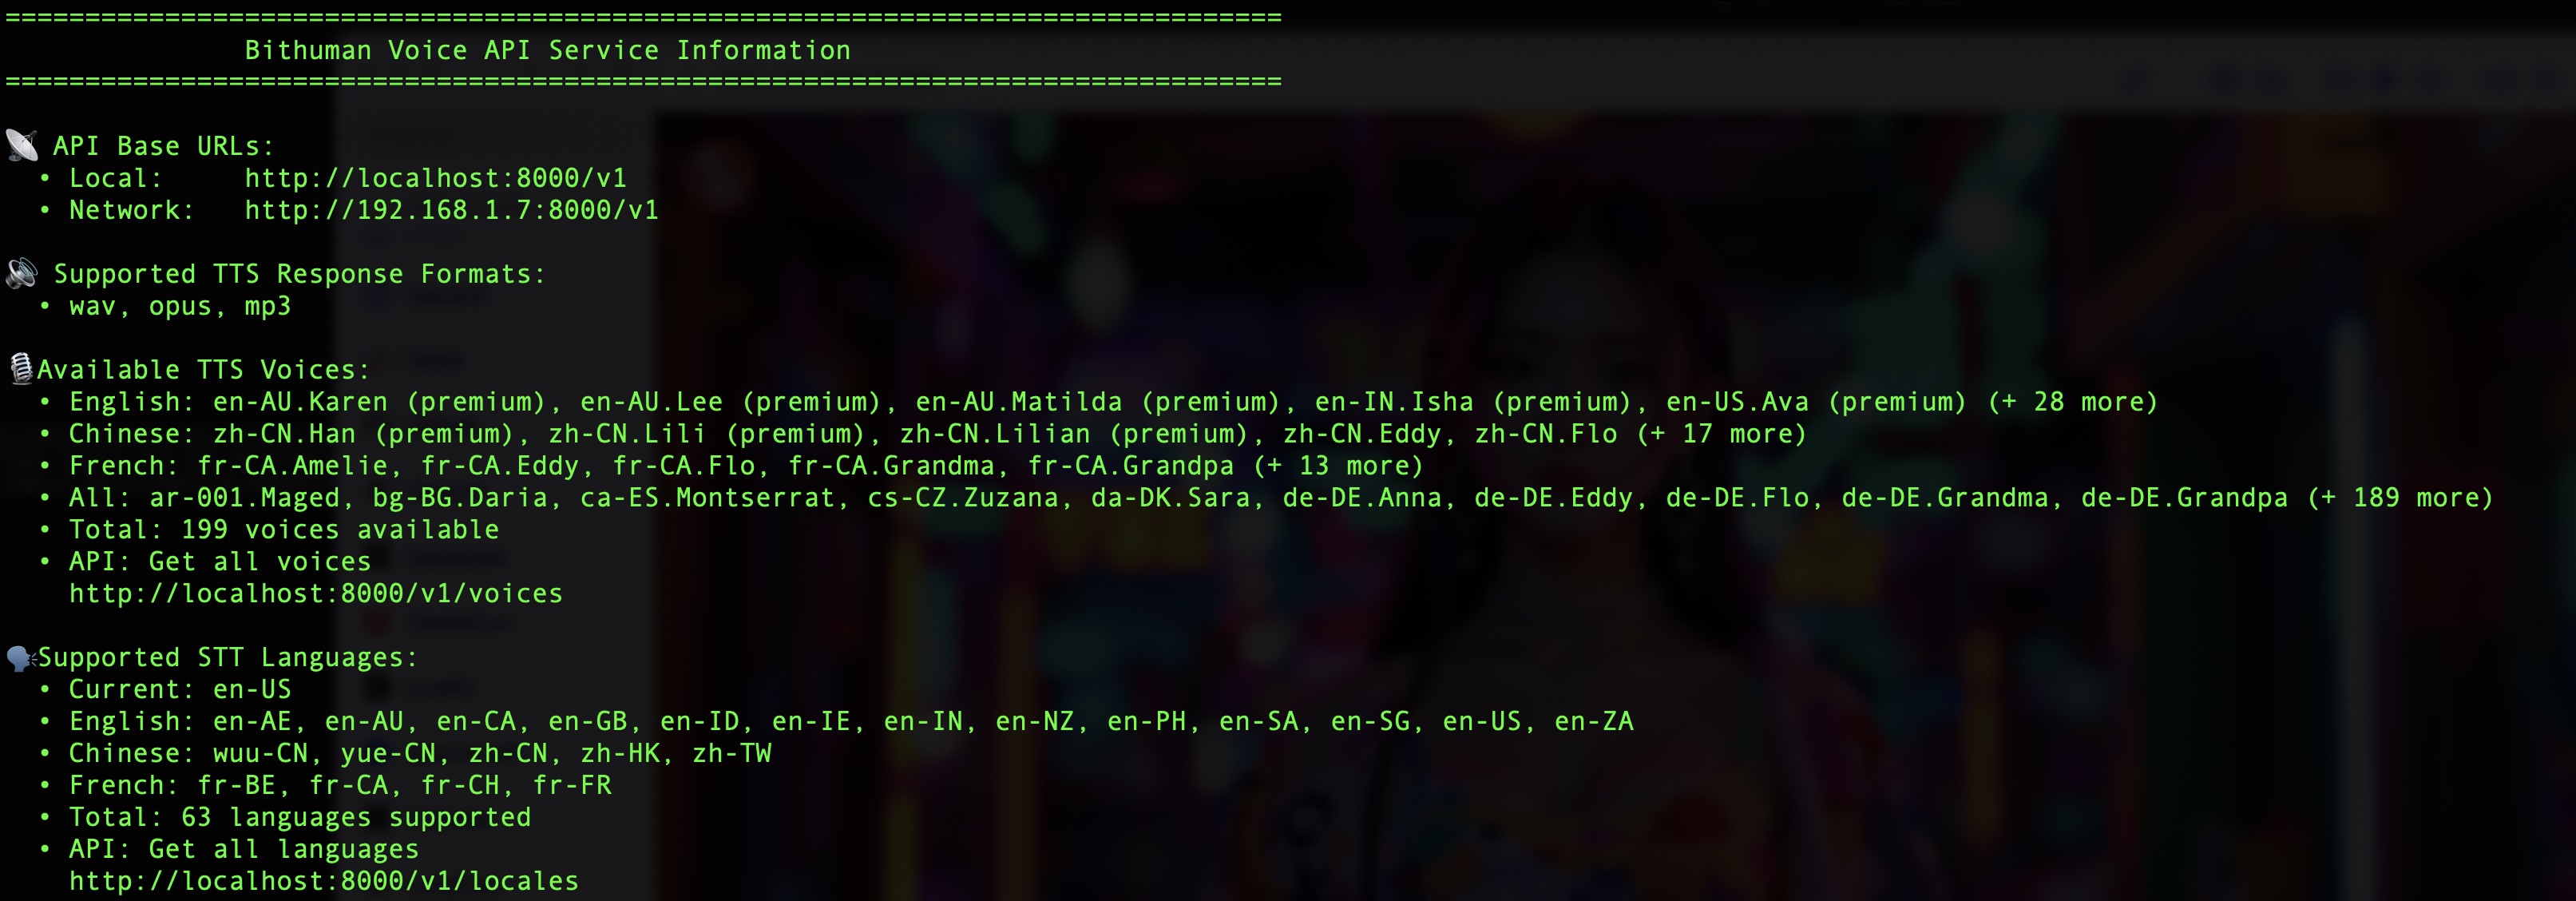 ================================================================================
Bithuman Voice API Service Information
================================================================================
📡 API Base URLs:
• Local: http://localhost:8000/v1
• Network: http://192.168.1.7:8000/v1
🔊 Supported TTS Response Formats:
• wav, opus, mp3
🎙️Available TTS Voices:
• English: en-AU.Karen (premium), en-AU.Lee (premium), en-AU.Matilda (premium), en-IN.Isha (premium), en-US.Ava (premium) (+ 28 more)
• Chinese: zh-CN.Han (premium), zh-CN.Lili (premium), zh-CN.Lilian (premium), zh-CN.Eddy, zh-CN.Flo (+ 17 more)
• French: fr-CA.Amelie, fr-CA.Eddy, fr-CA.Flo, fr-CA.Grandma, fr-CA.Grandpa (+ 13 more)
• All: ar-001.Maged, bg-BG.Daria, ca-ES.Montserrat, cs-CZ.Zuzana, da-DK.Sara, de-DE.Anna, de-DE.Eddy, de-DE.Flo, de-DE.Grandma, de-DE.Grandpa (+ 189 more)
• Total: 199 voices available
• API: Get all voices
http://localhost:8000/v1/voices
🗣️Supported STT Languages:
• Current: en-US
• English: en-AE, en-AU, en-CA, en-GB, en-ID, en-IE, en-IN, en-NZ, en-PH, en-SA, en-SG, en-US, en-ZA
• Chinese: wuu-CN, yue-CN, zh-CN, zh-HK, zh-TW
• French: fr-BE, fr-CA, fr-CH, fr-FR
• Total: 63 languages supported
• API: Get all languages
http://localhost:8000/v1/locales